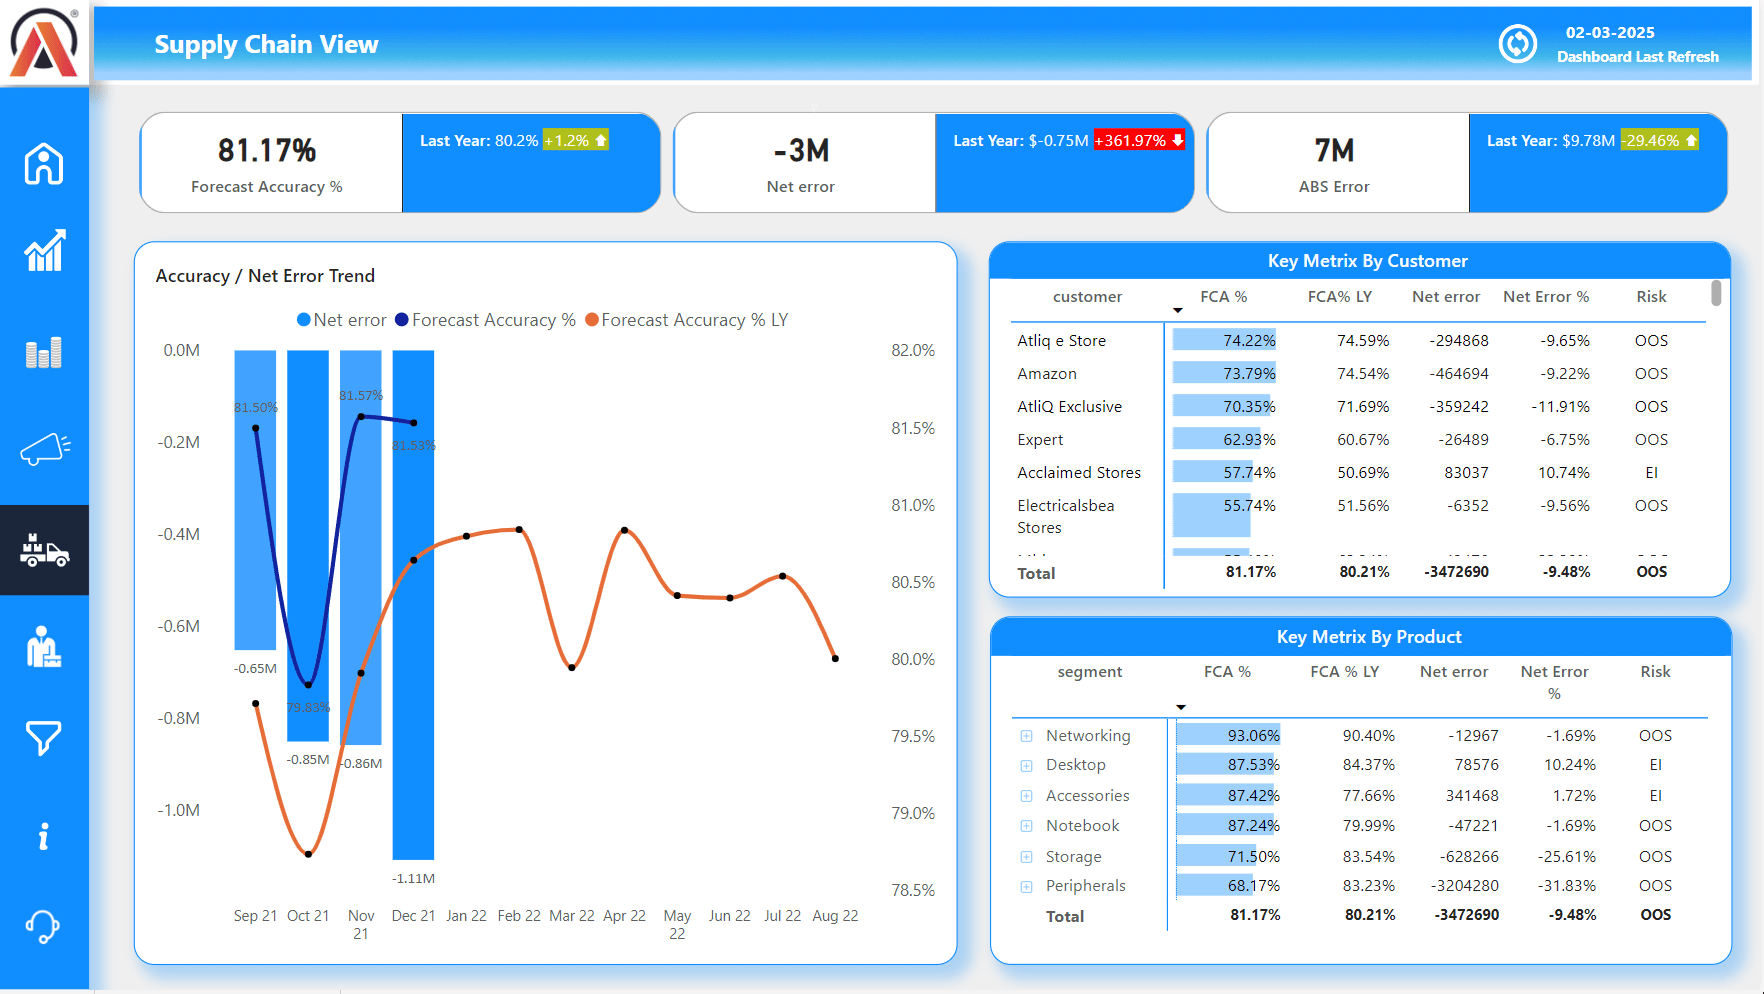 ®
Supply Chain View
02-03-2025
Dashboard Last Refresh
81.17%
Forecast Accuracy %
Last Year: 80.2% +1.2%
-3M
Net error
Last Year: $-0.75M +361.97%
7M
ABS Error
Last Year: $9.78M -29.46%
Accuracy / Net Error Trend
Net error Forecast Accuracy % Forecast Accuracy % LY
0.0M
-0.2M
-0.4M
-0.6M
-0.8M
-1.0M
81.50%
79.83%
81.57%
81.53%
-0.65M
-0.85M
-0.86M
-1.11M
82.0%
81.5%
81.0%
80.5%
80.0%
79.5%
79.0%
78.5%
Sep 21 Oct 21 Nov 21 Dec 21 Jan 22 Feb 22 Mar 22 Apr 22 May 22 Jun 22 Jul 22 Aug 22
Key Metrix By Customer
customer FCA % FCA% LY Net error Net Error % Risk
Atliq e Store 74.22% 74.59% -294868 -9.65% OOS
Amazon 73.79% 74.54% -464694 -9.22% OOS
AtliQ Exclusive 70.35% 71.69% -359242 -11.91% OOS
Expert 62.93% 60.67% -26489 -6.75% OOS
Acclaimed Stores 57.74% 50.69% 83037 10.74% EI
Electricalsbea Stores 55.74% 51.56% -6352 -9.56% OOS
Total 81.17% 80.21% -3472690 -9.48% OOS
Key Metrix By Product
segment FCA % FCA % LY Net error Net Error % Risk
Networking 93.06% 90.40% -12967 -1.69% OOS
Desktop 87.53% 84.37% 78576 10.24% EI
Accessories 87.42% 77.66% 341468 1.72% EI
Notebook 87.24% 79.99% -47221 -1.69% OOS
Storage 71.50% 83.54% -628266 -25.61% OOS
Peripherals 68.17% 83.23% -3204280 -31.83% OOS
Total 81.17% 80.21% -3472690 -9.48% OOS